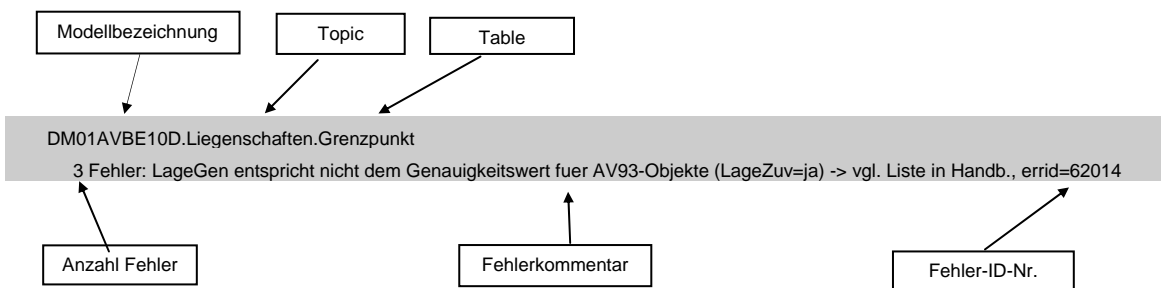 Modellbezeichnung
Topic
Table
DM01AVBE10D.Liegenschaften.Grenzpunkt
3 Fehler: LageGen entspricht nicht dem Genauigkeitswert fuer AV93-Objekte (LageZuv=ja) -> vgl. Liste in Handb., errid=62014
Anzahl Fehler
Fehlerkommentar
Fehler-ID-Nr.